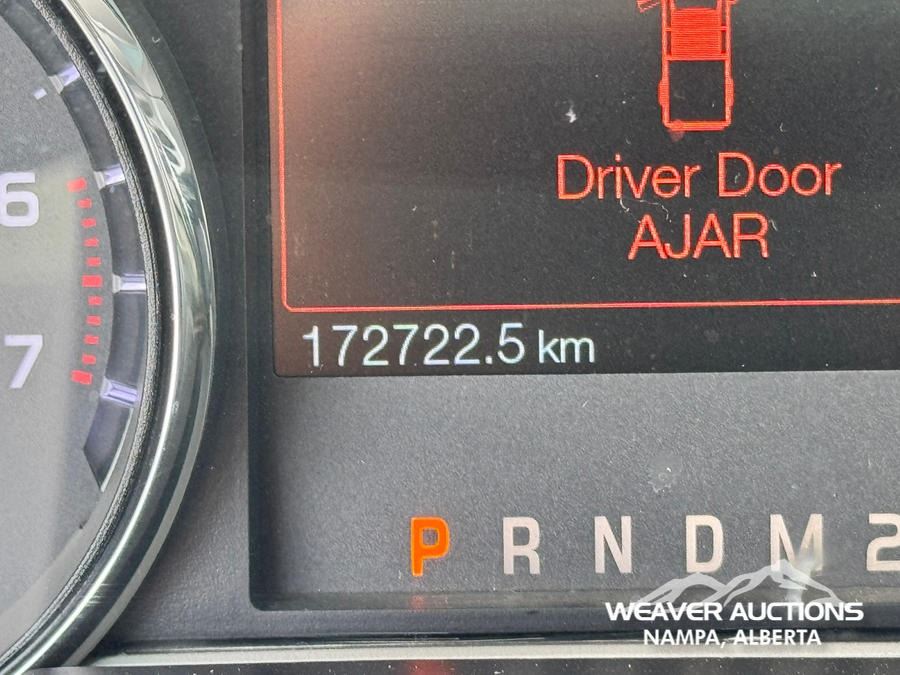 6
7
Driver Door
AJAR
172722.5 km
P R N D M 2
WEAVER AUCTIONS
NAMPA, ALBERTA